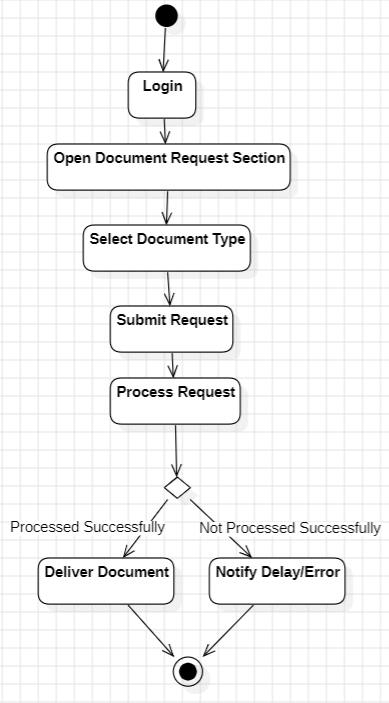 Login
Open Document Request Section
Select Document Type
Submit Request
Process Request
Processed Successfully
Not Processed Successfully
Deliver Document
Notify Delay/Error